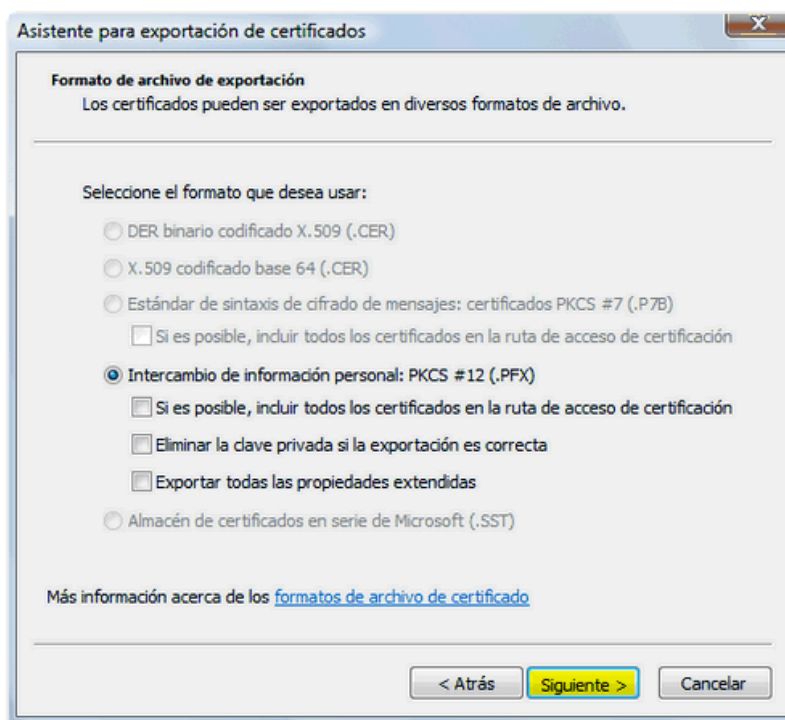 Asistente para exportación de certificados
X
Formato de archivo de exportación
Los certificados pueden ser exportados en diversos formatos de archivo.
Seleccione el formato que desea usar:
DER binario codificado X.509 (.CER)
X.509 codificado base 64 (.CER)
Estándar de sintaxis de cifrado de mensajes: certificados PKCS #7 (.P7B)
Si es posible, incluir todos los certificados en la ruta de acceso de certificación
Intercambio de información personal: PKCS #12 (.PFX)
Si es posible, incluir todos los certificados en la ruta de acceso de certificación
Eliminar la clave privada si la exportación es correcta
Exportar todas las propiedades extendidas
Almacén de certificados en serie de Microsoft (.SST)
Más información acerca de los formatos de archivo de certificado
< Atrás Siguiente > Cancelar